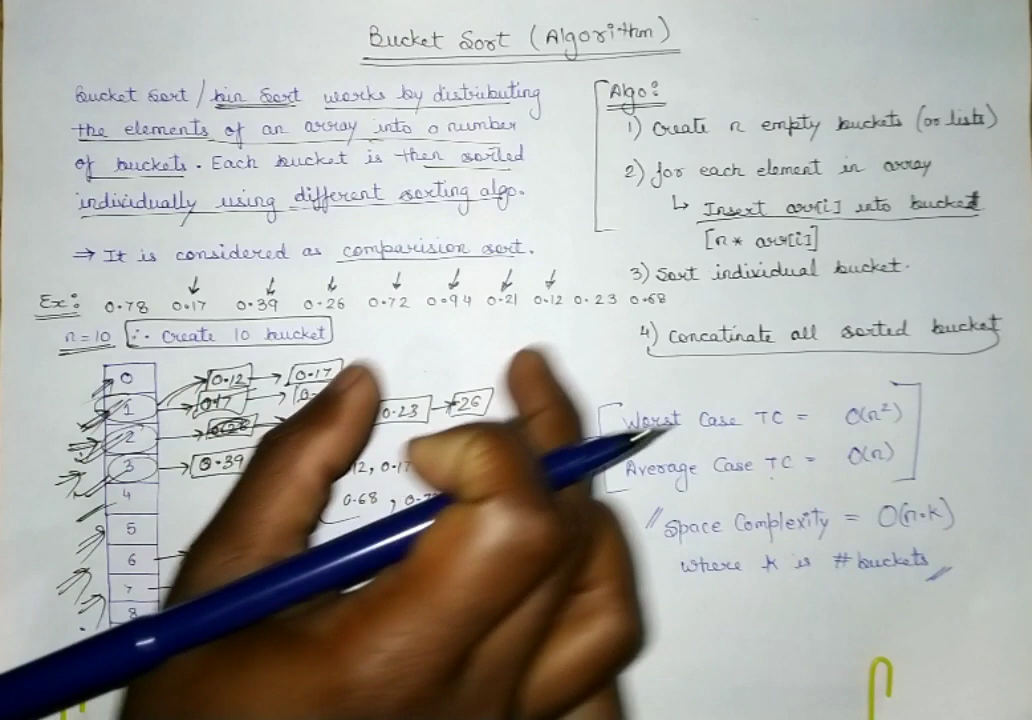 Bucket Sort (Algorithm)
Bucket Sort / bin Sort works by distributing
the elements of an array into a number
of buckets. Each bucket is then sorted
individually using different sorting algo.
⇒ It is considered as comparision sort.
Ex: 0.78 0.17 0.39 0.26 0.72 0.94 0.21 0.12 0.23 0.68
n=10 ∴ Create 10 bucket
0 0.12 0.17
1 0.17
2 0.23
3 0.39
4
5
6
7
8
0.68
Algo:
1) Create n empty buckets (or lists)
2) for each element in array
↳ Insert arr[i] into bucket
[n* arr[i]]
3) Sort individual bucket.
4) Concatinate all sorted bucket
Worst Case TC = O(n²)
Average Case TC = O(n)
// Space Complexity = O(n·k)
where k is # buckets //